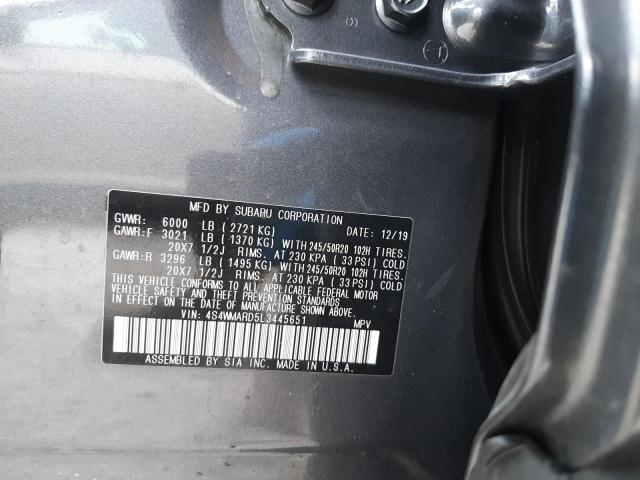 MFD BY SUBARU CORPORATION
GVWR: 6000 LB ( 2721 KG) 12/19
GAWR:F 3021 LB ( 1370 KG) WITH 245/50R20 102H TIRES.
20X7 1/2J RIMS. AT 230 KPA ( 33 PSI) COLD
GAWR:R 3296 LB ( 1495 KG) WITH 245/50R20 102H TIRES.
20X7 1/2J RIMS. AT 230 KPA ( 33 PSI) COLD
THIS VEHICLE CONFORMS TO ALL APPLICABLE FEDERAL MOTOR
VEHICLE SAFETY AND THEFT PREVENTION STANDARDS
IN EFFECT ON THE DATE OF MANUFACTURE SHOWN ABOVE.
VIN: 4S4WMARD5L3445651 MPV
ASSEMBLED BY SIA INC. MADE IN U.S.A.